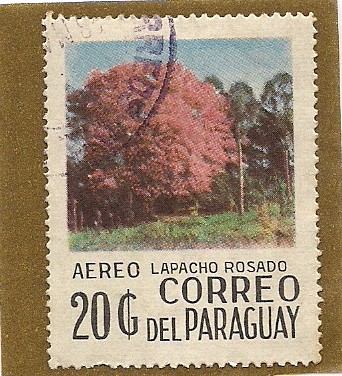 AEREO LAPACHO ROSADO
20 ₲ CORREO
DEL PARAGUAY